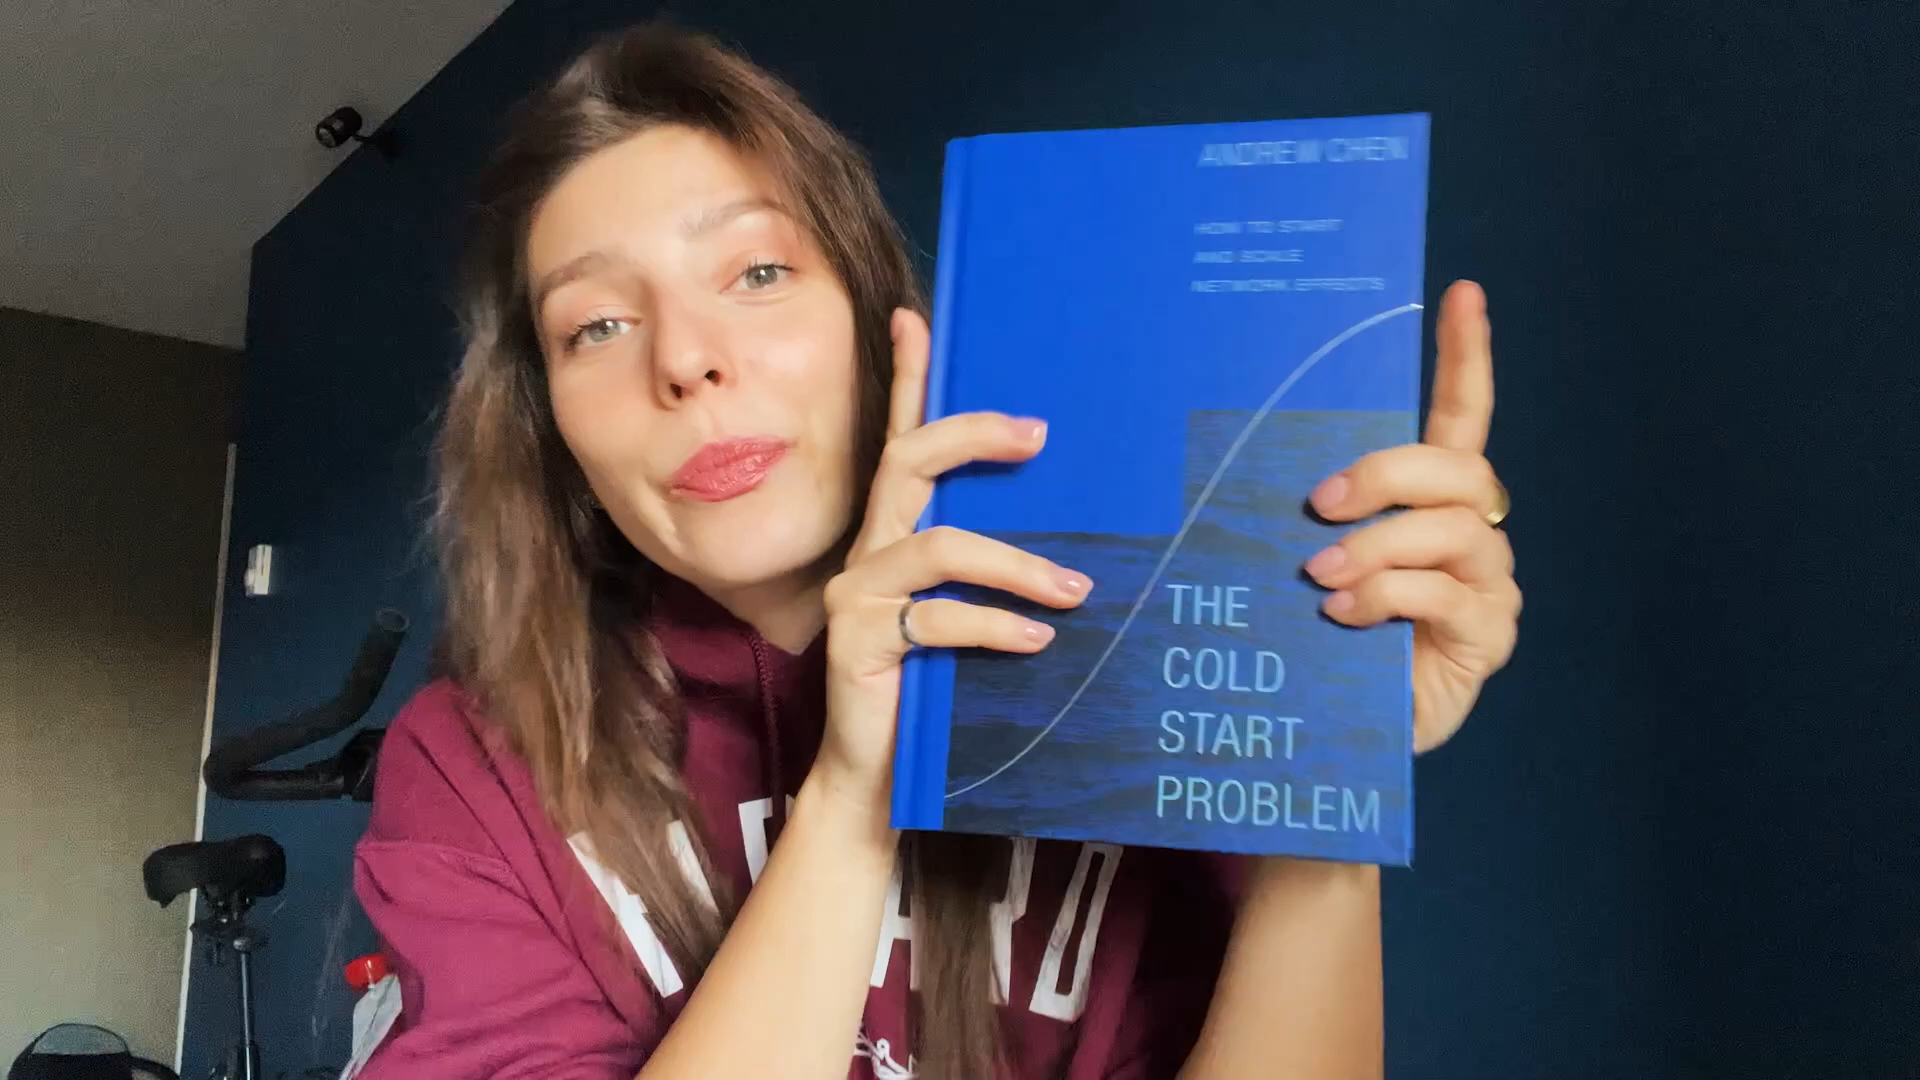 ANDREW CHEN
HOW TO START
AND SCALE
NETWORK EFFECTS
THE
COLD
START
PROBLEM